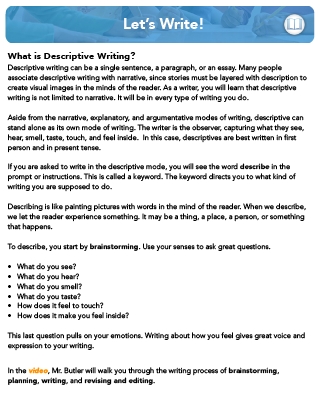 Let's Write!
What is Descriptive Writing?
Descriptive writing can be a single sentence, a paragraph, or an essay. Many people
associate descriptive writing with narrative, since stories must be layered with description to
create visual images in the minds of the reader. As a writer, you will learn that descriptive
writing is not limited to narrative. It will be in every type of writing you do.
Aside from the narrative, explanatory, and argumentative modes of writing, descriptive can
stand alone as its own mode of writing. The writer is the observer, capturing what they see,
hear, smell, taste, touch, and feel inside. In this case, descriptives are best written in first
person and in present tense.
If you are asked to write in the descriptive mode, you will see the word describe in the
prompt or instructions. This is called a keyword. The keyword directs you to what kind of
writing you are supposed to do.
Describing is like painting pictures with words in the mind of the reader. When we describe,
we let the reader experience something. It may be a thing, a place, a person, or something
that happens.
To describe, you start by brainstorming. Use your senses to ask great questions.
• What do you see?
• What do you hear?
• What do you smell?
• What do you taste?
• How does it feel to touch?
• How does it make you feel inside?
This last question pulls on your emotions. Writing about how you feel gives great voice and
expression to your writing.
In the video, Mr. Butler will walk you through the writing process of brainstorming,
planning, writing, and revising and editing.